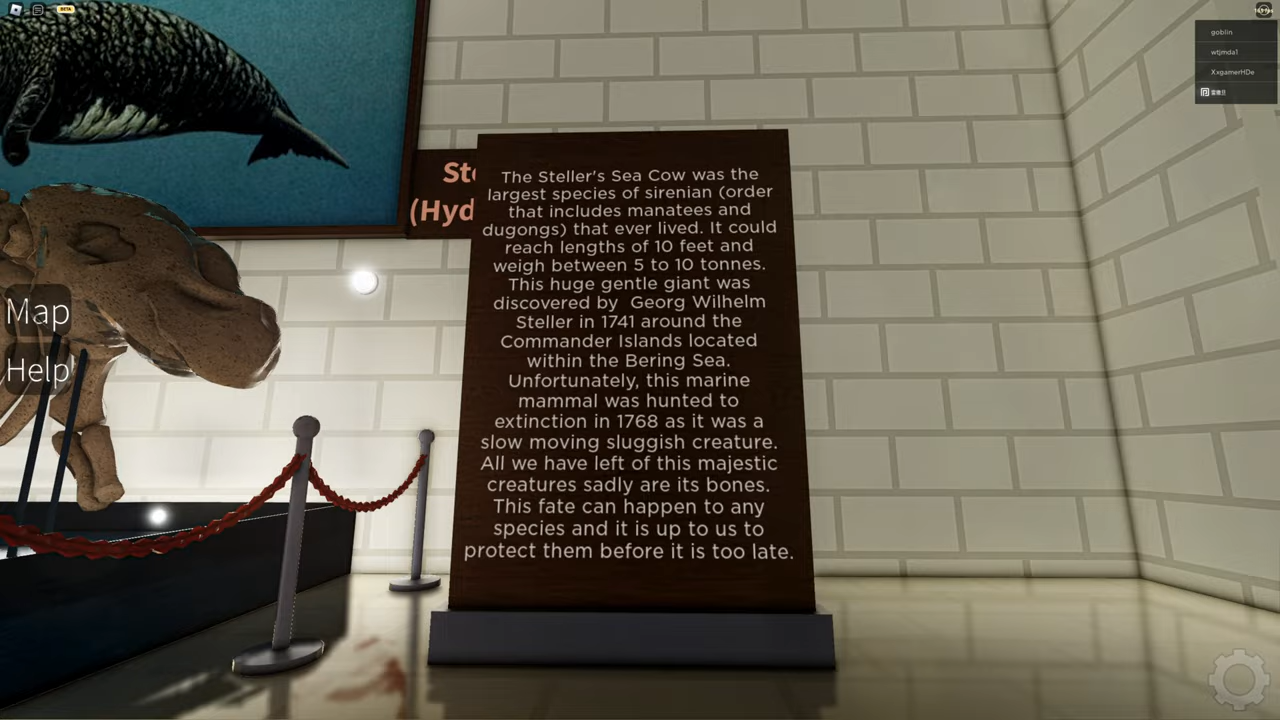 BETA
goblin
wtjmda1
XxgamerHDe
The Steller's Sea Cow was the
largest species of sirenian (order
that includes manatees and
dugongs) that ever lived. It could
reach lengths of 10 feet and
weigh between 5 to 10 tonnes.
This huge gentle giant was
discovered by Georg Wilhelm
Steller in 1741 around the
Commander Islands located
within the Bering Sea.
Unfortunately, this marine
mammal was hunted to
extinction in 1768 as it was a
slow moving sluggish creature.
All we have left of this majestic
creatures sadly are its bones.
This fate can happen to any
species and it is up to us to
protect them before it is too late.
Ste
(Hyd
Map
Help